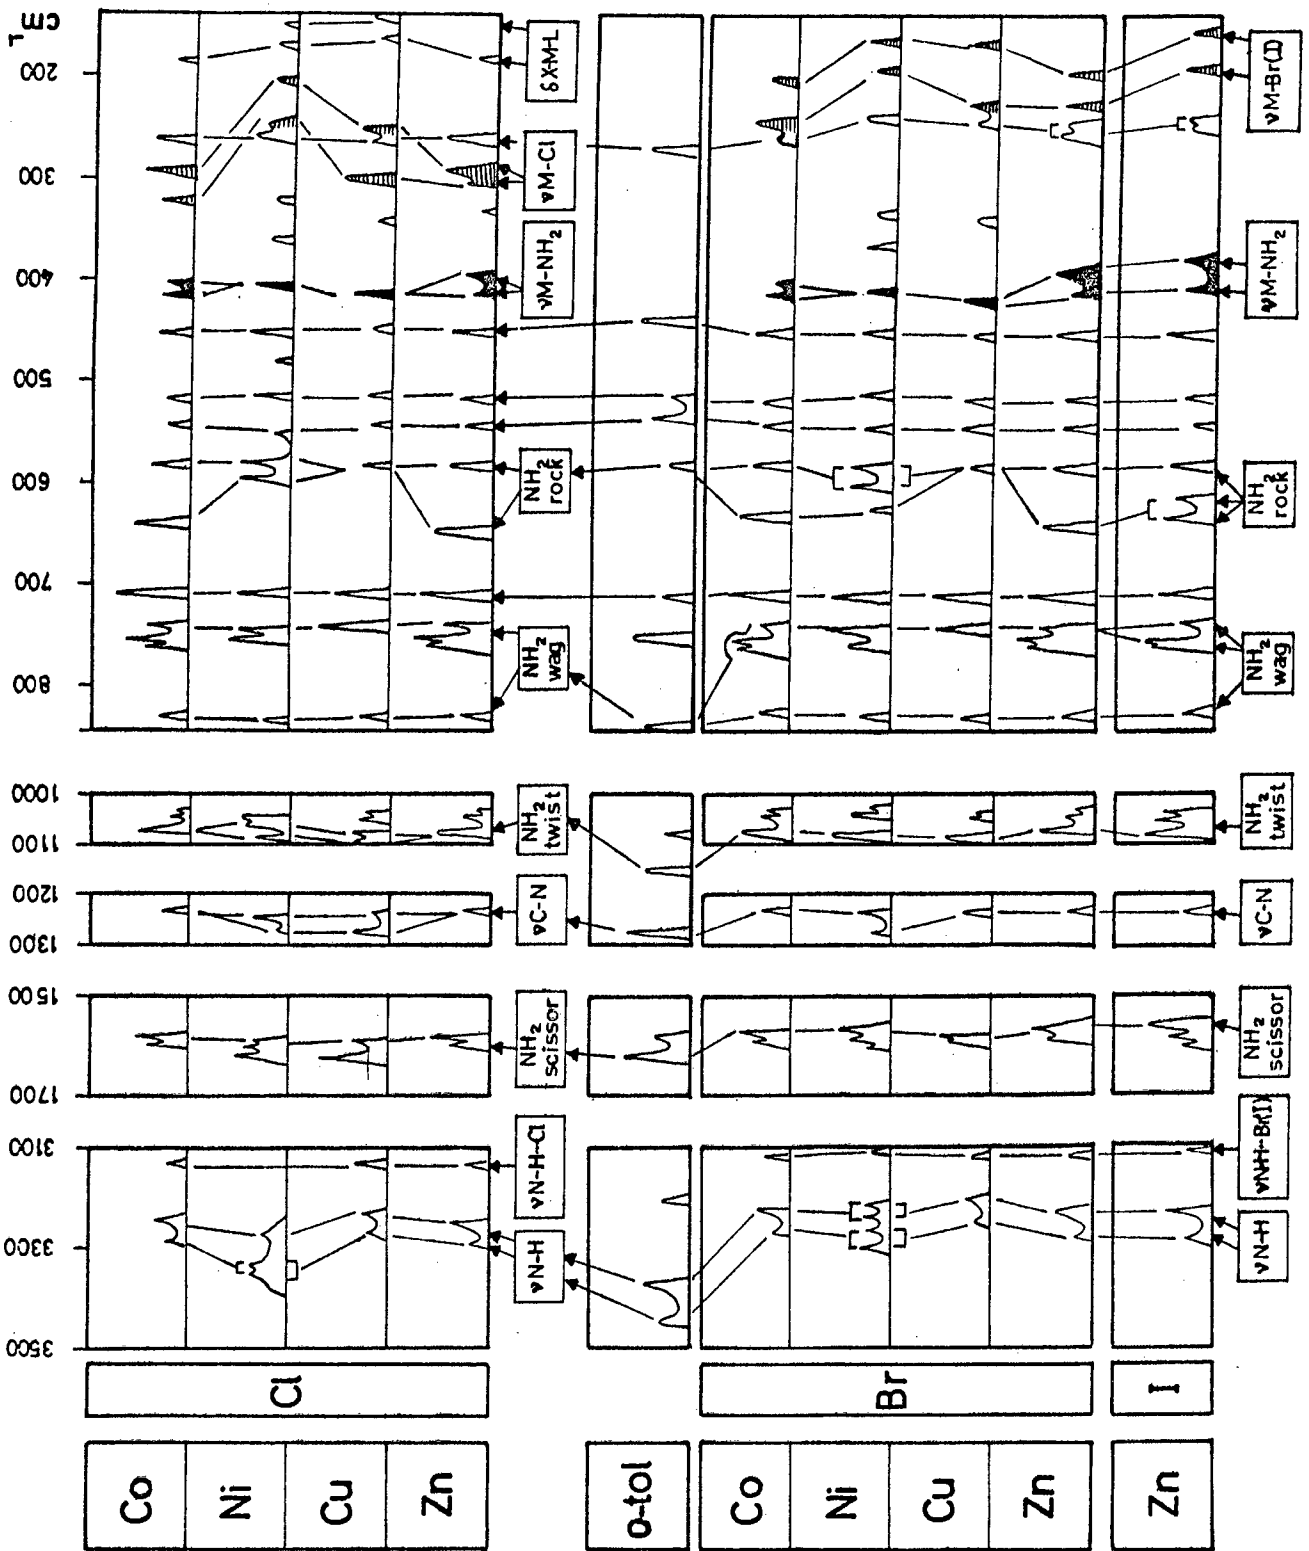 cm-1
200
300
400
500
600
700
800
1000
1100
1200
1300
1500
1700
3100
3300
3500
δX-M-L
νM-Cl
νM-NH2
NH2
rock
NH2
wag
NH2
twist
νC-N
NH2
scissor
νN-H-Cl
νN-H
νM-Br(I)
νM-NH2
NH2
rock
NH2
wag
NH2
twist
νC-N
NH2
scissor
νN-H-Br(I)
νN-H
Cl
Br
I
Co
Ni
Cu
Zn
o-tol
Co
Ni
Cu
Zn
Zn